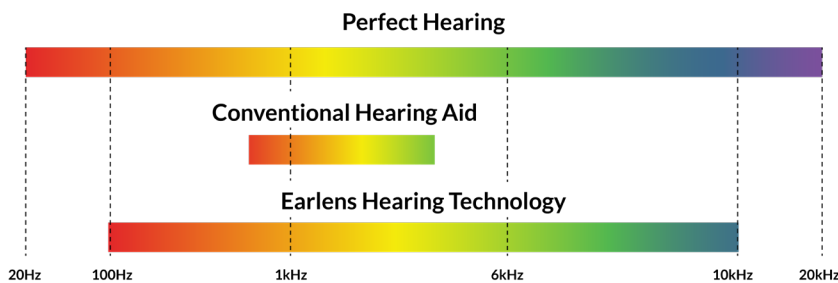 Perfect Hearing
Conventional Hearing Aid
Earlens Hearing Technology
20Hz 100Hz 1kHz 6kHz 10kHz 20kHz